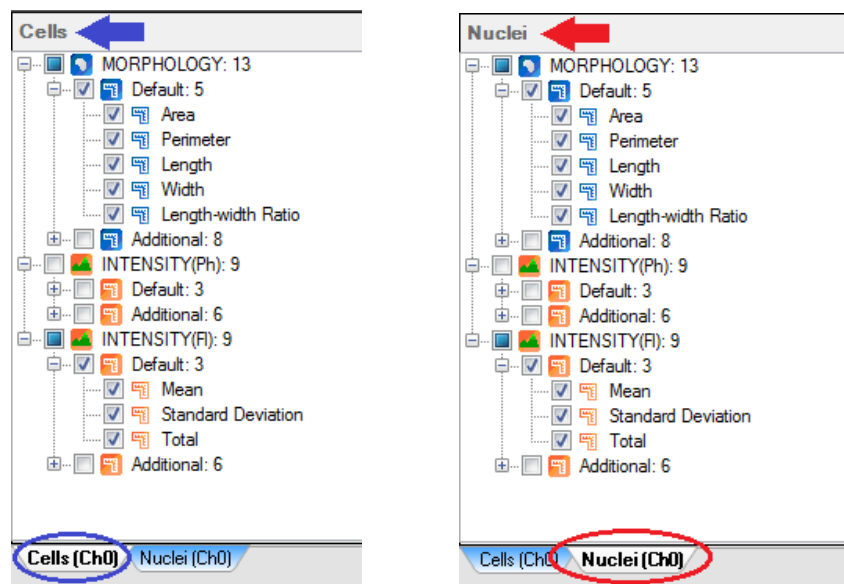 Cells
MORPHOLOGY: 13
Default: 5
Area
Perimeter
Length
Width
Length-width Ratio
Additional: 8
INTENSITY(Ph): 9
Default: 3
Additional: 6
INTENSITY(Fl): 9
Default: 3
Mean
Standard Deviation
Total
Additional: 6
Cells (Ch0) Nuclei (Ch0)
Nuclei
MORPHOLOGY: 13
Default: 5
Area
Perimeter
Length
Width
Length-width Ratio
Additional: 8
INTENSITY(Ph): 9
Default: 3
Additional: 6
INTENSITY(Fl): 9
Default: 3
Mean
Standard Deviation
Total
Additional: 6
Cells (Ch0) Nuclei (Ch0)